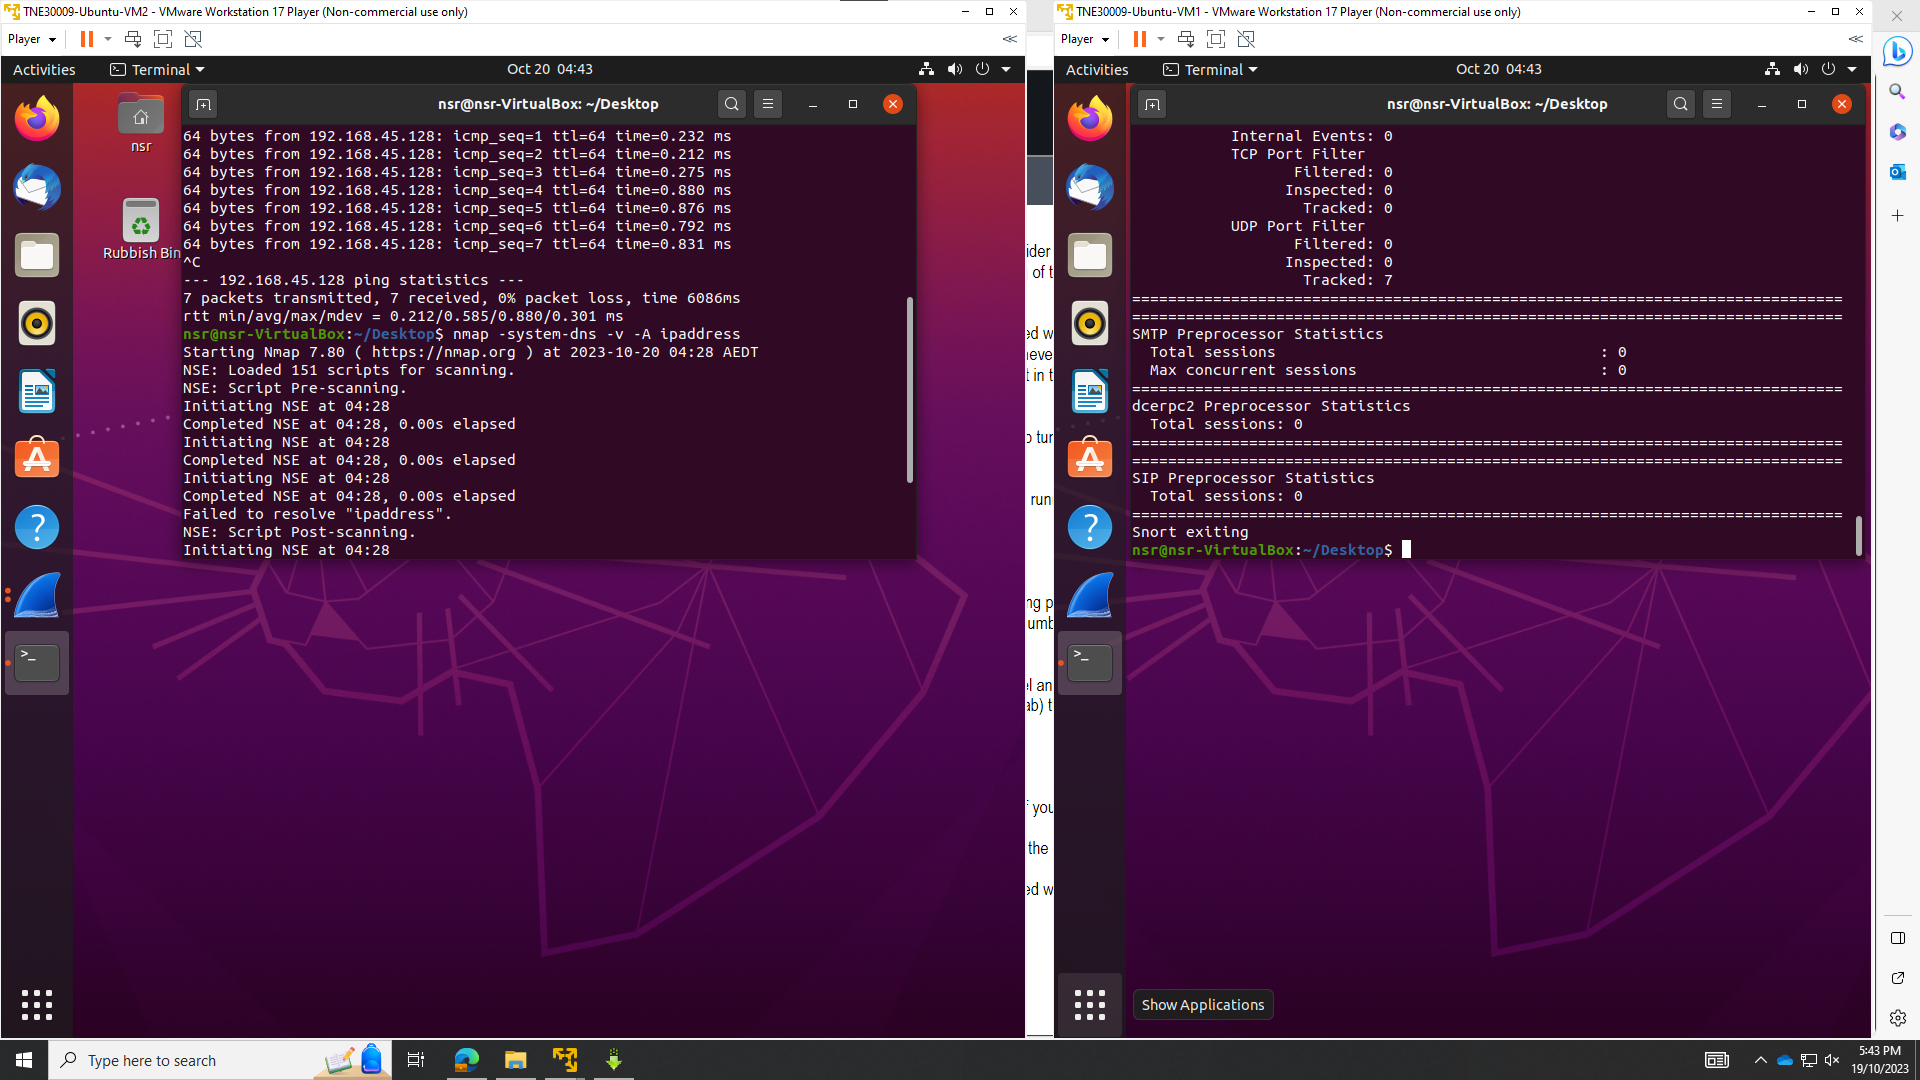 TNE30009-Ubuntu-VM2 - VMware Workstation 17 Player (Non-commercial use only)
Player
Activities
Terminal
Oct 20 04:43
nsr
Rubbish Bin
nsr@nsr-VirtualBox: ~/Desktop
64 bytes from 192.168.45.128: icmp_seq=1 ttl=64 time=0.232 ms
64 bytes from 192.168.45.128: icmp_seq=2 ttl=64 time=0.212 ms
64 bytes from 192.168.45.128: icmp_seq=3 ttl=64 time=0.275 ms
64 bytes from 192.168.45.128: icmp_seq=4 ttl=64 time=0.880 ms
64 bytes from 192.168.45.128: icmp_seq=5 ttl=64 time=0.876 ms
64 bytes from 192.168.45.128: icmp_seq=6 ttl=64 time=0.792 ms
64 bytes from 192.168.45.128: icmp_seq=7 ttl=64 time=0.831 ms
^C
--- 192.168.45.128 ping statistics ---
7 packets transmitted, 7 received, 0% packet loss, time 6086ms
rtt min/avg/max/mdev = 0.212/0.585/0.880/0.301 ms
nsr@nsr-VirtualBox:~/Desktop$ nmap -system-dns -v -A ipaddress
Starting Nmap 7.80 ( https://nmap.org ) at 2023-10-20 04:28 AEDT
NSE: Loaded 151 scripts for scanning.
NSE: Script Pre-scanning.
Initiating NSE at 04:28
Completed NSE at 04:28, 0.00s elapsed
Initiating NSE at 04:28
Completed NSE at 04:28, 0.00s elapsed
Initiating NSE at 04:28
Completed NSE at 04:28, 0.00s elapsed
Failed to resolve "ipaddress".
NSE: Script Post-scanning.
Initiating NSE at 04:28
TNE30009-Ubuntu-VM1 - VMware Workstation 17 Player (Non-commercial use only)
Player
Activities
Terminal
Oct 20 04:43
nsr@nsr-VirtualBox: ~/Desktop
Internal Events: 0
TCP Port Filter
Filtered: 0
Inspected: 0
Tracked: 0
UDP Port Filter
Filtered: 0
Inspected: 0
Tracked: 7
===============================================================================
===============================================================================
SMTP Preprocessor Statistics
Total sessions : 0
Max concurrent sessions : 0
===============================================================================
dcerpc2 Preprocessor Statistics
Total sessions: 0
===============================================================================
===============================================================================
SIP Preprocessor Statistics
Total sessions: 0
===============================================================================
Snort exiting
nsr@nsr-VirtualBox:~/Desktop$
Show Applications
Type here to search
5:43 PM
19/10/2023